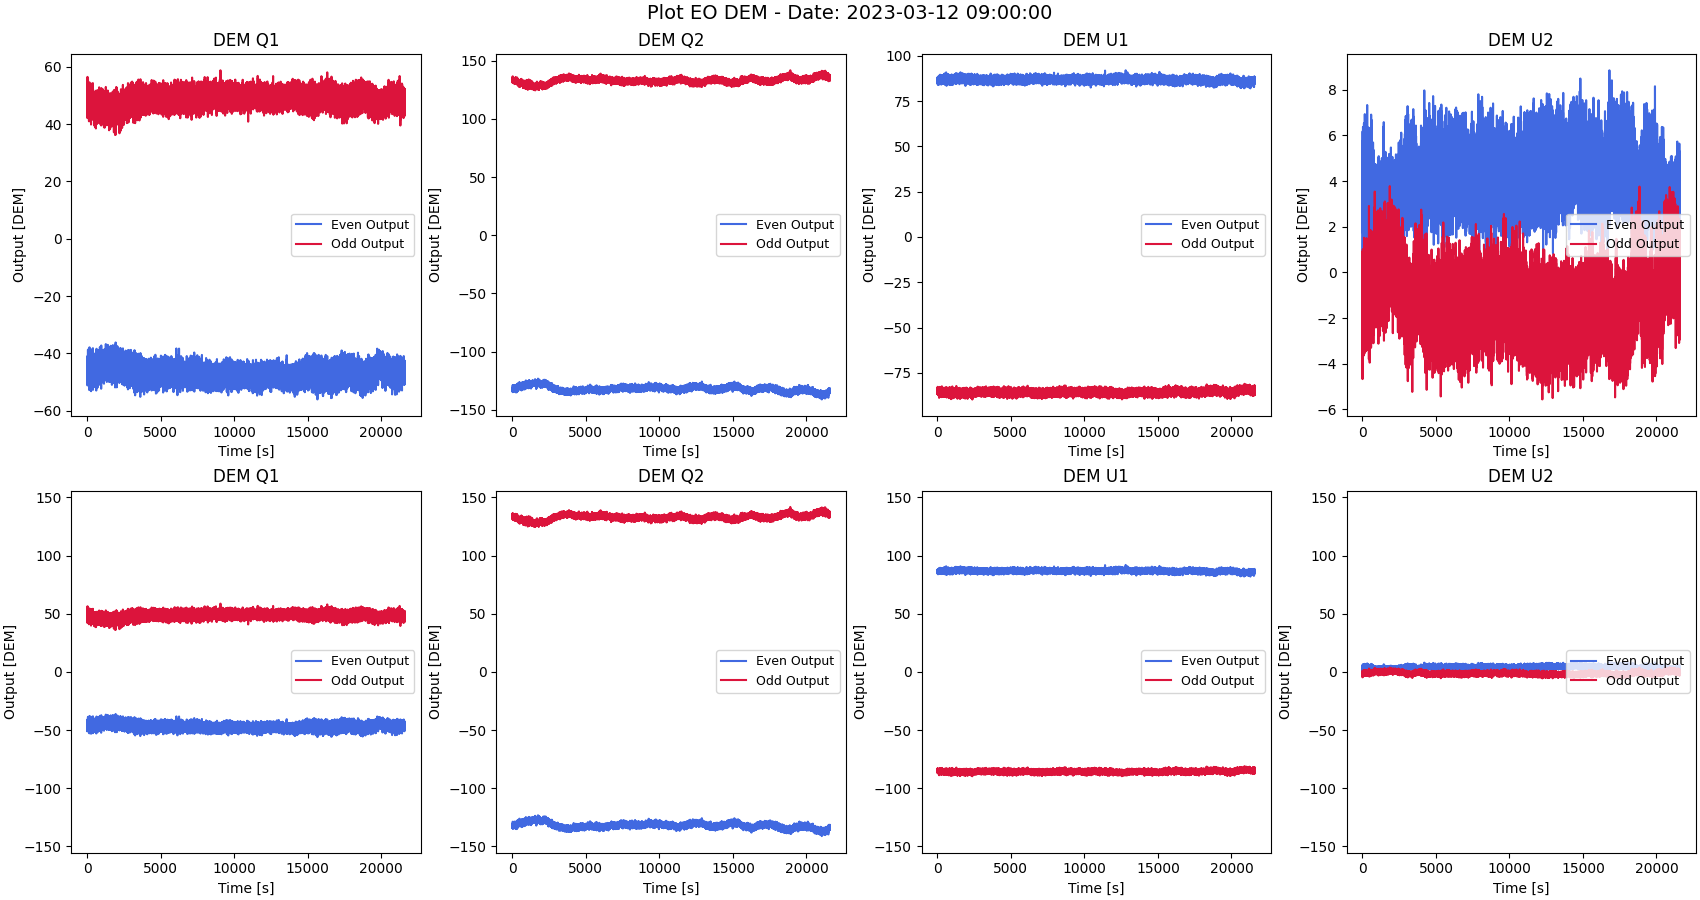 Plot EO DEM - Date: 2023-03-12 09:00:00
DEM Q1
60
40
20
0
−20
−40
−60
Output [DEM]
0 5000 10000 15000 20000
Time [s]
Even Output
Odd Output
DEM Q2
150
100
50
0
−50
−100
−150
Output [DEM]
0 5000 10000 15000 20000
Time [s]
Even Output
Odd Output
DEM U1
100
75
50
25
0
−25
−50
−75
Output [DEM]
0 5000 10000 15000 20000
Time [s]
Even Output
Odd Output
DEM U2
8
6
4
2
0
−2
−4
−6
Output [DEM]
0 5000 10000 15000 20000
Time [s]
Even Output
Odd Output
DEM Q1
150
100
50
0
−50
−100
−150
Output [DEM]
0 5000 10000 15000 20000
Time [s]
Even Output
Odd Output
DEM Q2
150
100
50
0
−50
−100
−150
Output [DEM]
0 5000 10000 15000 20000
Time [s]
Even Output
Odd Output
DEM U1
150
100
50
0
−50
−100
−150
Output [DEM]
0 5000 10000 15000 20000
Time [s]
Even Output
Odd Output
DEM U2
150
100
50
0
−50
−100
−150
Output [DEM]
0 5000 10000 15000 20000
Time [s]
Even Output
Odd Output